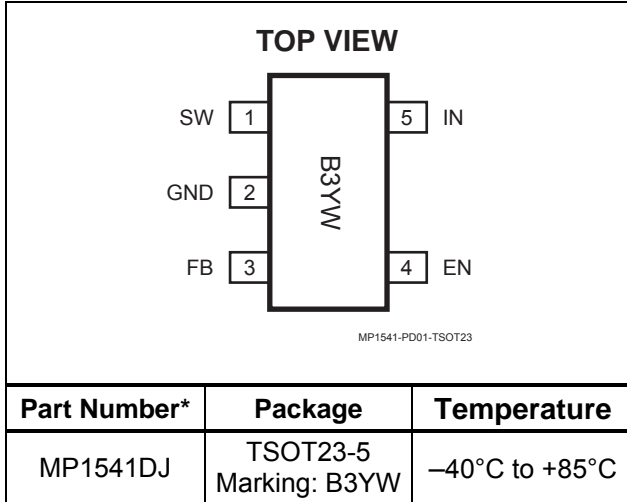 TOP VIEW
SW 1 5 IN
B3YW
GND 2
FB 3 4 EN
MP1541-PD01-TSOT23
Part Number* Package Temperature
MP1541DJ TSOT23-5 –40°C to +85°C
Marking: B3YW